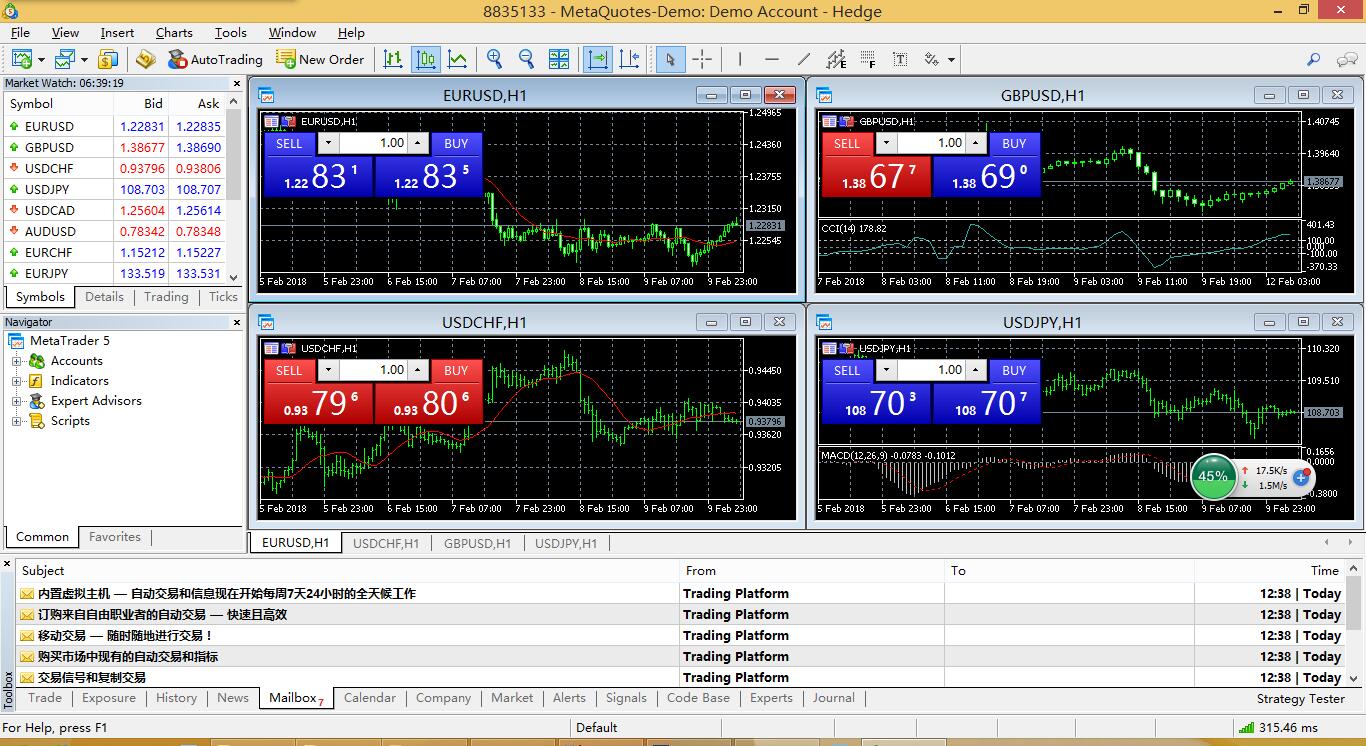 8835133 - MetaQuotes-Demo: Demo Account - Hedge
File View Insert Charts Tools Window Help
AutoTrading New Order
Market Watch: 06:39:19
Symbol Bid Ask
EURUSD 1.22831 1.22835
GBPUSD 1.38677 1.38690
USDCHF 0.93796 0.93806
USDJPY 108.703 108.707
USDCAD 1.25604 1.25614
AUDUSD 0.78342 0.78348
EURCHF 1.15212 1.15227
EURJPY 133.519 133.531
Symbols Details Trading Ticks
Navigator
MetaTrader 5
Accounts
Indicators
Expert Advisors
Scripts
Common Favorites
EURUSD,H1
EURUSD,H1
SELL 1.00 BUY
1.22 83 1 1.22 83 5
1.24965
1.24360
1.23755
1.23150
1.22831
1.22545
5 Feb 2018 5 Feb 23:00 6 Feb 15:00 7 Feb 07:00 7 Feb 23:00 8 Feb 15:00 9 Feb 07:00 9 Feb 23:00
GBPUSD,H1
GBPUSD,H1
SELL 1.00 BUY
1.38 67 7 1.38 69 0
1.40745
1.39640
1.38677
CCI(14) 178.82
401.43
100.00
0.00
-100.00
-370.33
7 Feb 2018 8 Feb 03:00 8 Feb 11:00 8 Feb 19:00 9 Feb 03:00 9 Feb 11:00 9 Feb 19:00 12 Feb 03:00
USDCHF,H1
USDCHF,H1
SELL 1.00 BUY
0.93 79 6 0.93 80 6
0.94450
0.94035
0.93796
0.93620
0.93205
5 Feb 2018 5 Feb 23:00 6 Feb 15:00 7 Feb 07:00 7 Feb 23:00 8 Feb 15:00 9 Feb 07:00 9 Feb 23:00
USDJPY,H1
USDJPY,H1
SELL 1.00 BUY
108 70 3 108 70 7
110.320
109.510
108.703
MACD(12,26,9) -0.0783 -0.1012
0.1656
0.0000
-0.3800
45% 17.5K/s
1.5M/s
5 Feb 2018 5 Feb 23:00 6 Feb 15:00 7 Feb 07:00 7 Feb 23:00 8 Feb 15:00 9 Feb 07:00 9 Feb 23:00
EURUSD,H1 USDCHF,H1 GBPUSD,H1 USDJPY,H1
Subject From To Time
内置虚拟主机 — 自动交易和信息现在开始每周7天24小时的全天候工作 Trading Platform 12:38 | Today
订购来自自由职业者的自动交易 — 快速且高效 Trading Platform 12:38 | Today
移动交易 — 随时随地进行交易！ Trading Platform 12:38 | Today
购买市场中现有的自动交易和指标 Trading Platform 12:38 | Today
交易信号和复制交易 Trading Platform 12:38 | Today
Toolbox
Trade Exposure History News Mailbox 7 Calendar Company Market Alerts Signals Code Base Experts Journal Strategy Tester
For Help, press F1 Default 315.46 ms